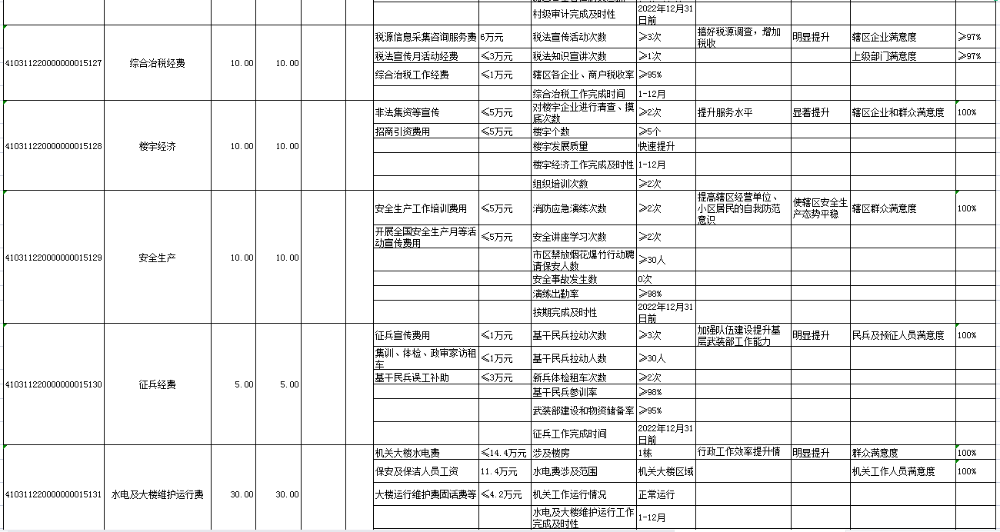 村级审计完成及时性 2022年12月31
日前
税源信息采集咨询服务费 6万元 税法宣传活动次数 ≥3次 搞好税源调查，增加
税收 明显提升 辖区企业满意度 ≥97%
税法宣传月活动经费 ≤3万元 税法知识宣讲次数 ≥1次 上级部门满意度 ≥97%
410311220000000015127 综合治税经费 10.00 10.00
综合治税工作经费 ≤1万元 辖区各企业、商户税收率 ≥95%
综合治税工作完成时间 1-12月
非法集资等宣传 ≤5万元 对楼宇企业进行清查、摸
底次数 ≥2次 提升服务水平 显著提升 辖区企业和群众满意度 100%
招商引资费用 ≤5万元 楼宇个数 ≥5个
410311220000000015128 楼宇经济 10.00 10.00 楼宇发展质量 快速提升
楼宇经济工作完成及时性 1-12月
组织培训次数 ≥2次
安全生产工作培训费用 ≤5万元 消防应急演练次数 ≥2次 提高辖区经营单位、
小区居民的自我防范
意识 使辖区安全生
产态势平稳 辖区群众满意度 100%
开展全国安全生产月等活
动宣传费用 ≤5万元 安全讲座学习次数 ≥2次
410311220000000015129 安全生产 10.00 10.00 市区禁放烟花爆竹行动聘
请保安人数 ≥30人
安全事故发生数 0次
演练出勤率 ≥98%
按期完成及时性 2022年12月31
日前
征兵宣传费用 ≤1万元 基干民兵拉动次数 ≥3次 加强队伍建设提升基
层武装部工作能力 明显提升 民兵及预征人员满意度 100%
集训、体检、政审家访租
车 ≤1万元 基干民兵拉动人数 ≥30人
基干民兵误工补助 ≤3万元 新兵体检租车次数 ≥2次
410311220000000015130 征兵经费 5.00 5.00 基干民兵参训率 ≥98%
武装部建设和物资储备率 ≥95%
征兵工作完成时间 2022年12月31
日前
机关大楼水电费 ≤14.4万元 涉及楼房 1栋 行政工作效率提升情 明显提升 群众满意度 100%
保安及保洁人员工资 11.4万元 水电费涉及范围 机关大楼区域 机关工作人员满意度 100%
410311220000000015131 水电及大楼维护运行费 30.00 30.00 大楼运行维护费固话费等 ≤4.2万元 机关工作运行情况 正常运行
水电及大楼维护运行工作
完成及时性 1-12月